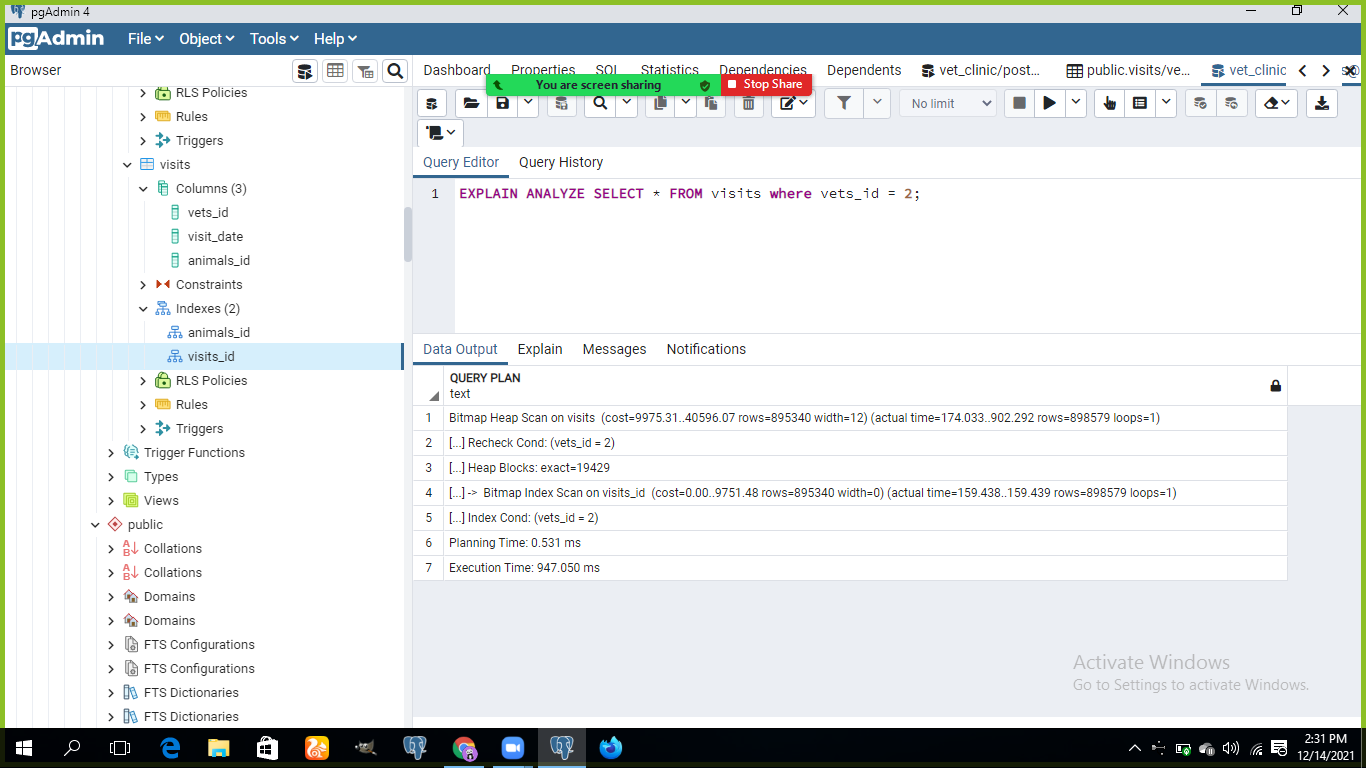 pgAdmin 4
pgAdmin File Object Tools Help
Browser
Dashboard Properties SQL Statistics Dependencies Dependents vet_clinic/post... public.visits/ve... vet_clinic
You are screen sharing Stop Share
No limit
Query Editor Query History
1 EXPLAIN ANALYZE SELECT * FROM visits where vets_id = 2;
RLS Policies
Rules
Triggers
visits
Columns (3)
vets_id
visit_date
animals_id
Constraints
Indexes (2)
animals_id
visits_id
RLS Policies
Rules
Triggers
Trigger Functions
Types
Views
public
Collations
Collations
Domains
Domains
FTS Configurations
FTS Configurations
FTS Dictionaries
FTS Dictionaries
Data Output Explain Messages Notifications
QUERY PLAN
text
1 Bitmap Heap Scan on visits (cost=9975.31..40596.07 rows=895340 width=12) (actual time=174.033..902.292 rows=898579 loops=1)
2 [...] Recheck Cond: (vets_id = 2)
3 [...] Heap Blocks: exact=19429
4 [...] -> Bitmap Index Scan on visits_id (cost=0.00..9751.48 rows=895340 width=0) (actual time=159.438..159.439 rows=898579 loops=1)
5 [...] Index Cond: (vets_id = 2)
6 Planning Time: 0.531 ms
7 Execution Time: 947.050 ms
Activate Windows
Go to Settings to activate Windows.
2:31 PM
12/14/2021